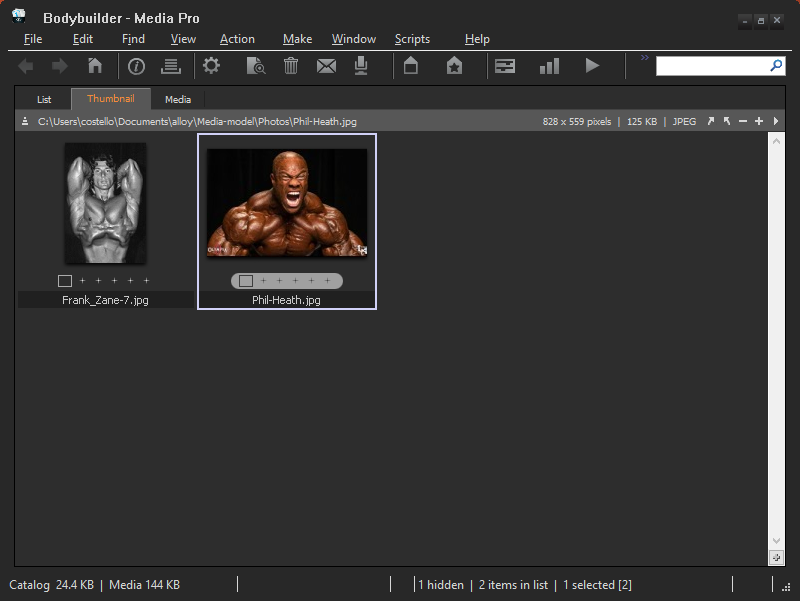 Bodybuilder - Media Pro
File Edit Find View Action Make Window Scripts Help
List Thumbnail Media
C:\Users\costello\Documents\alloy\Media-model\Photos\Phil-Heath.jpg 828 x 559 pixels | 125 KB | JPEG
OLYMPIA
Frank_Zane-7.jpg Phil-Heath.jpg
Catalog 24.4 KB | Media 144 KB 1 hidden | 2 items in list | 1 selected [2]